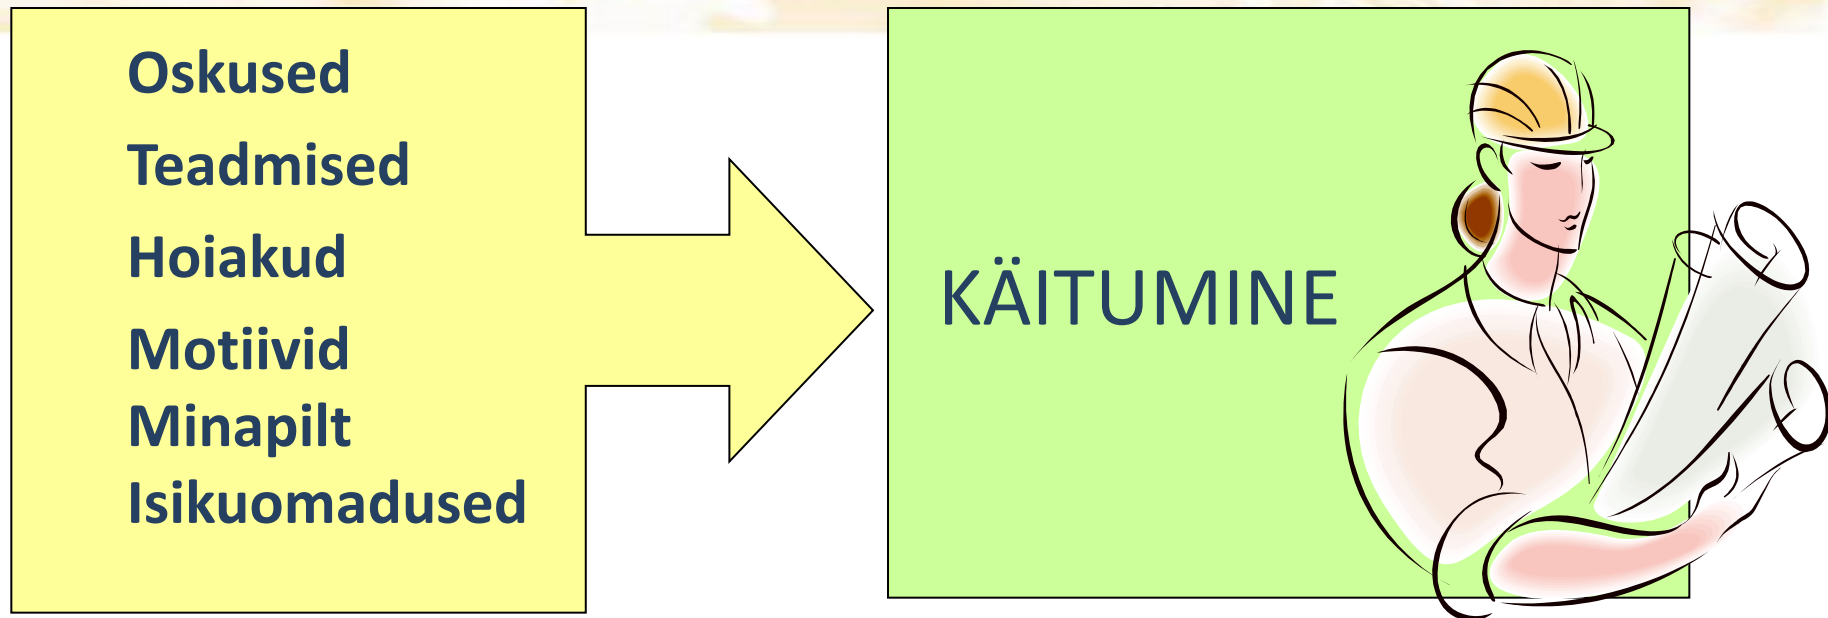 Oskused
Teadmised
Hoiakud
Motiivid
Minapilt
Isikuomadused
KÄITUMINE